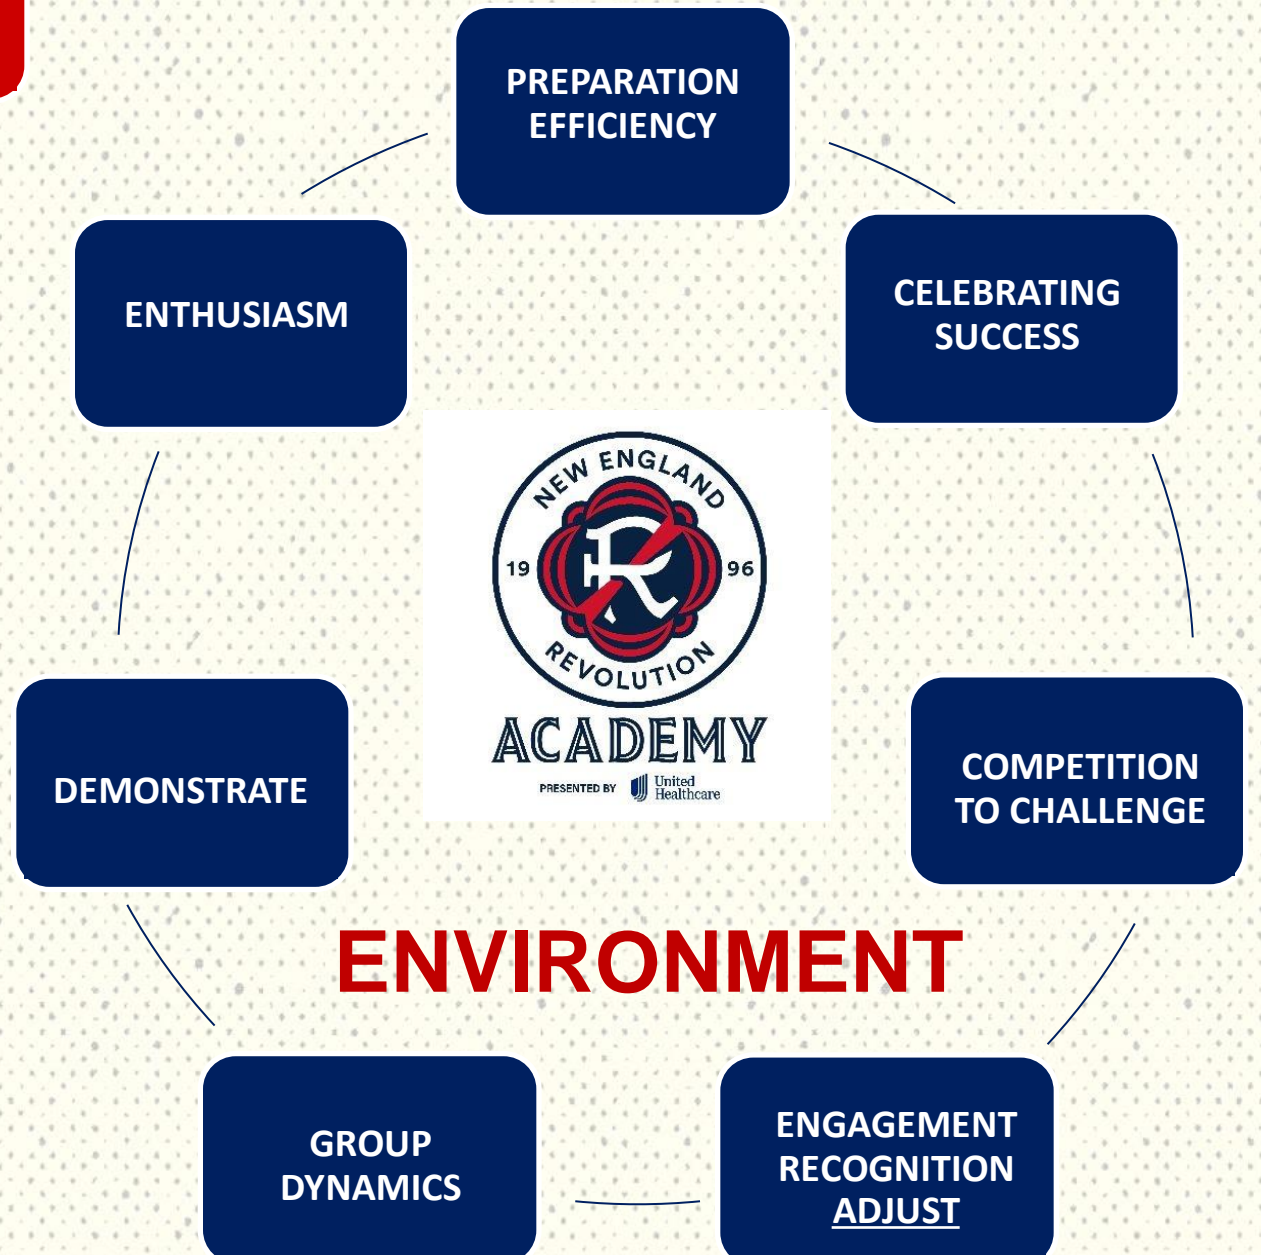 PREPARATION
EFFICIENCY
ENTHUSIASM
CELEBRATING
SUCCESS
NEW ENGLAND
19 96
REVOLUTION
ACADEMY
PRESENTED BY United
Healthcare
DEMONSTRATE
COMPETITION
TO CHALLENGE
ENVIRONMENT
GROUP
DYNAMICS
ENGAGEMENT
RECOGNITION
ADJUST